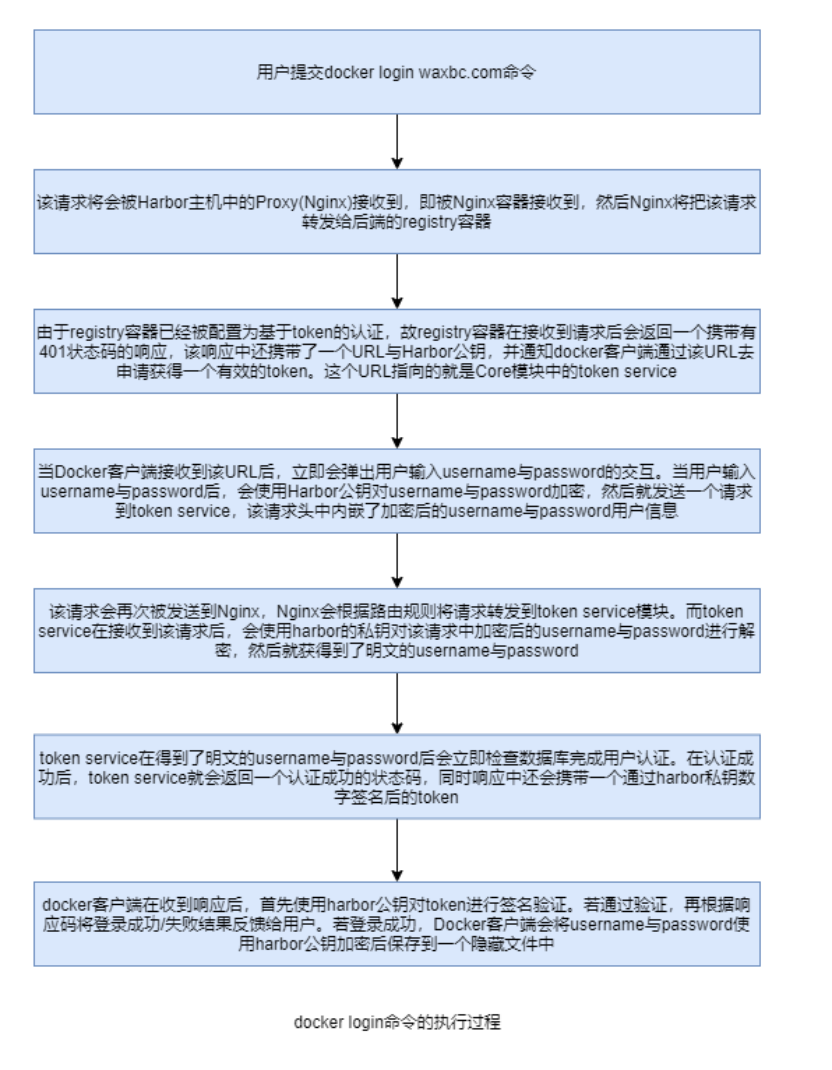 用户提交docker login waxbc.com命令
该请求将会被Harbor主机中的Proxy(Nginx)接收到，即被Nginx容器接收到，然后Nginx将把该请求
转发给后端的registry容器
由于registry容器已经被配置为基于token的认证，故registry容器在接收到请求后会返回一个携带有
401状态码的响应，该响应中还携带了一个URL与Harbor公钥，并通知docker客户端通过该URL去
申请获得一个有效的token。这个URL指向的就是Core模块中的token service
当Docker客户端接收到该URL后，立即会弹出用户输入username与password的交互。当用户输入
username与password后，会使用Harbor公钥对username与password加密，然后就发送一个请求
到token service，该请求头中内嵌了加密后的username与password用户信息
该请求会再次被发送到Nginx，Nginx会根据路由规则将请求转发到token service模块。而token
service在接收到该请求后，会使用harbor的私钥对该请求中加密后的username与password进行解
密，然后就获得到了明文的username与password
token service在得到了明文的username与password后会立即检查数据库完成用户认证。在认证成
功后，token service就会返回一个认证成功的状态码，同时响应中还会携带一个通过harbor私钥数
字签名后的token
docker客户端在收到响应后，首先使用harbor公钥对token进行签名验证。若通过验证，再根据响
应码将登录成功/失败结果反馈给用户。若登录成功，Docker客户端会将username与password使
用harbor公钥加密后保存到一个隐藏文件中
docker login命令的执行过程